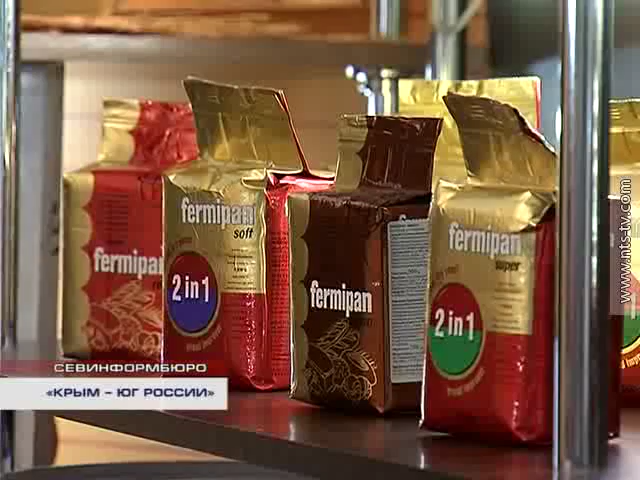 fermipan
fermipan
soft
2 in 1
fermipan
fermipan
super
2 in 1
www.nts-tv.com
СЕВИНФОРМБЮРО
«КРЫМ – ЮГ РОССИИ»